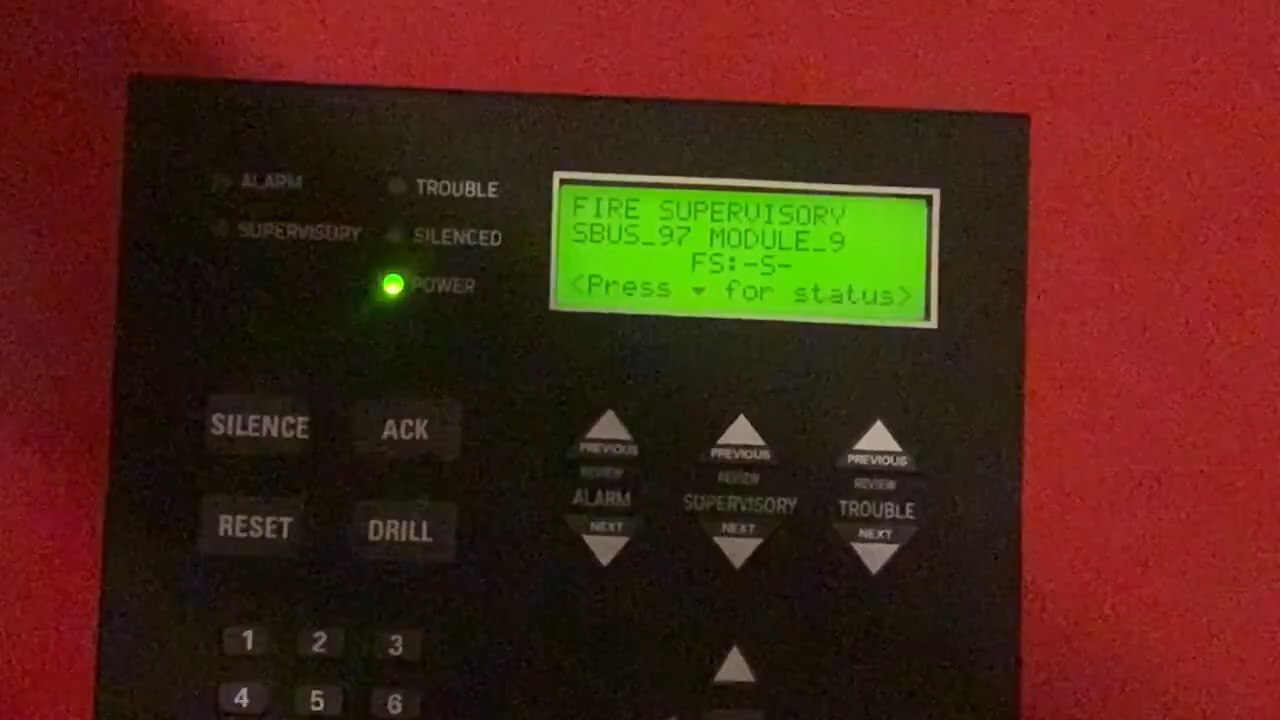 ALARM
TROUBLE
SUPERVISORY
SILENCED
POWER
FIRE SUPERVISORY
SBUS_97 MODULE_9
FS:-S-
<Press ▾ for status>
SILENCE
ACK
RESET
DRILL
PREVIOUS
REVIEW
ALARM
NEXT
PREVIOUS
REVIEW
SUPERVISORY
NEXT
PREVIOUS
REVIEW
TROUBLE
NEXT
1 2 3
4 5 6